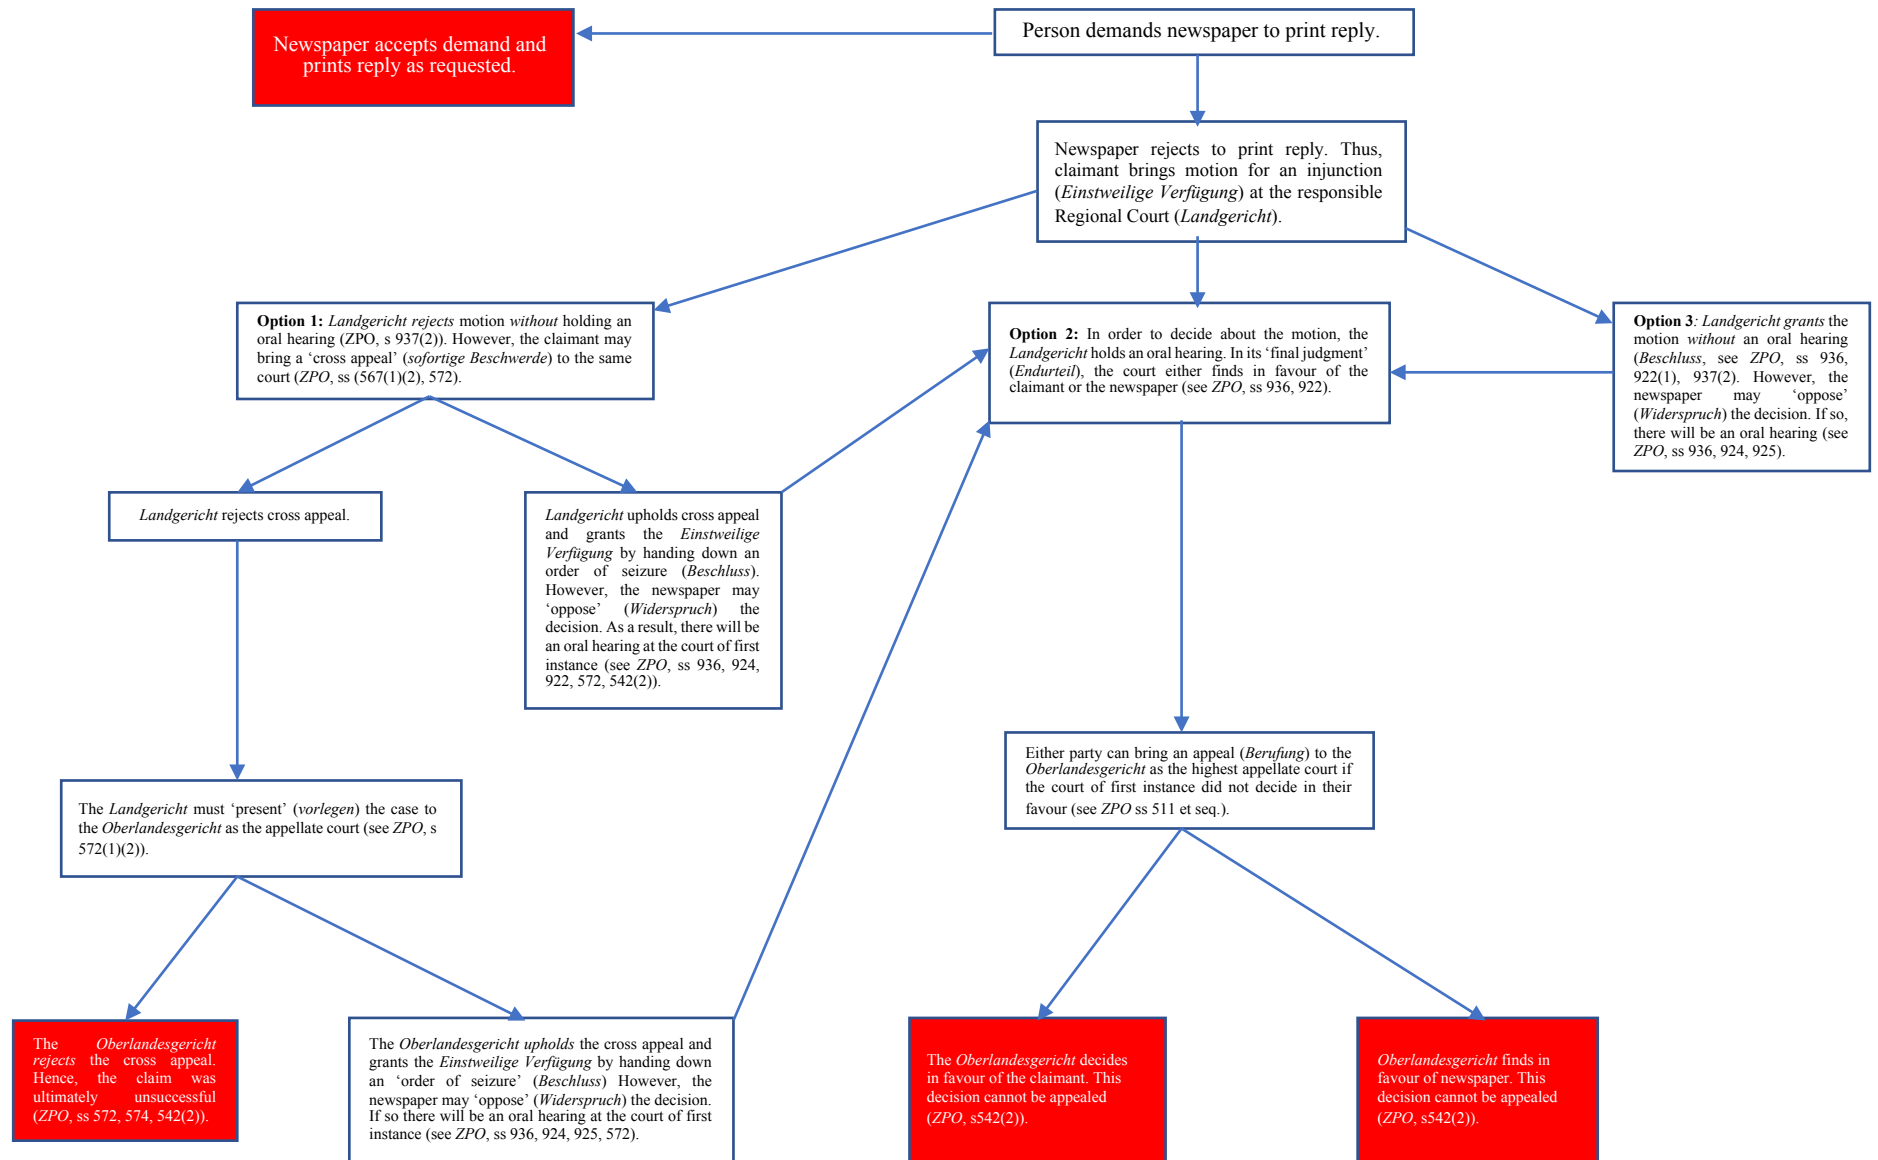 Newspaper accepts demand and
prints reply as requested.
Person demands newspaper to print reply.
Newspaper rejects to print reply. Thus,
claimant brings motion for an injunction
(Einstweilige Verfügung) at the responsible
Regional Court (Landgericht).
Option 1: Landgericht rejects motion without holding an
oral hearing (ZPO, s 937(2)). However, the claimant may
bring a ‘cross appeal’ (sofortige Beschwerde) to the same
court (ZPO, ss (567(1)(2), 572).
Option 2: In order to decide about the motion, the
Landgericht holds an oral hearing. In its ‘final judgment’
(Endurteil), the court either finds in favour of the
claimant or the newspaper (see ZPO, ss 936, 922).
Option 3: Landgericht grants the
motion without an oral hearing
(Beschluss, see ZPO, ss 936,
922(1), 937(2). However, the
newspaper may ‘oppose’
(Widerspruch) the decision. If so,
there will be an oral hearing (see
ZPO, ss 936, 924, 925).
Landgericht rejects cross appeal.
Landgericht upholds cross appeal
and grants the Einstweilige
Verfügung by handing down an
order of seizure (Beschluss).
However, the newspaper may
‘oppose’ (Widerspruch) the
decision. As a result, there will be
an oral hearing at the court of first
instance (see ZPO, ss 936, 924,
922, 572, 542(2)).
The Landgericht must ‘present’ (vorlegen) the case to
the Oberlandesgericht as the appellate court (see ZPO, s
572(1)(2)).
Either party can bring an appeal (Berufung) to the
Oberlandesgericht as the highest appellate court if
the court of first instance did not decide in their
favour (see ZPO ss 511 et seq.).
The Oberlandesgericht
rejects the cross appeal.
Hence, the claim was
ultimately unsuccessful
(ZPO, ss 572, 574, 542(2)).
The Oberlandesgericht upholds the cross appeal and
grants the Einstweilige Verfügung by handing down
an ‘order of seizure’ (Beschluss) However, the
newspaper may ‘oppose’ (Widerspruch) the decision.
If so there will be an oral hearing at the court of first
instance (see ZPO, ss 936, 924, 925, 572).
The Oberlandesgericht decides
in favour of the claimant. This
decision cannot be appealed
(ZPO, s542(2)).
Oberlandesgericht finds in
favour of newspaper. This
decision cannot be appealed
(ZPO, s542(2)).